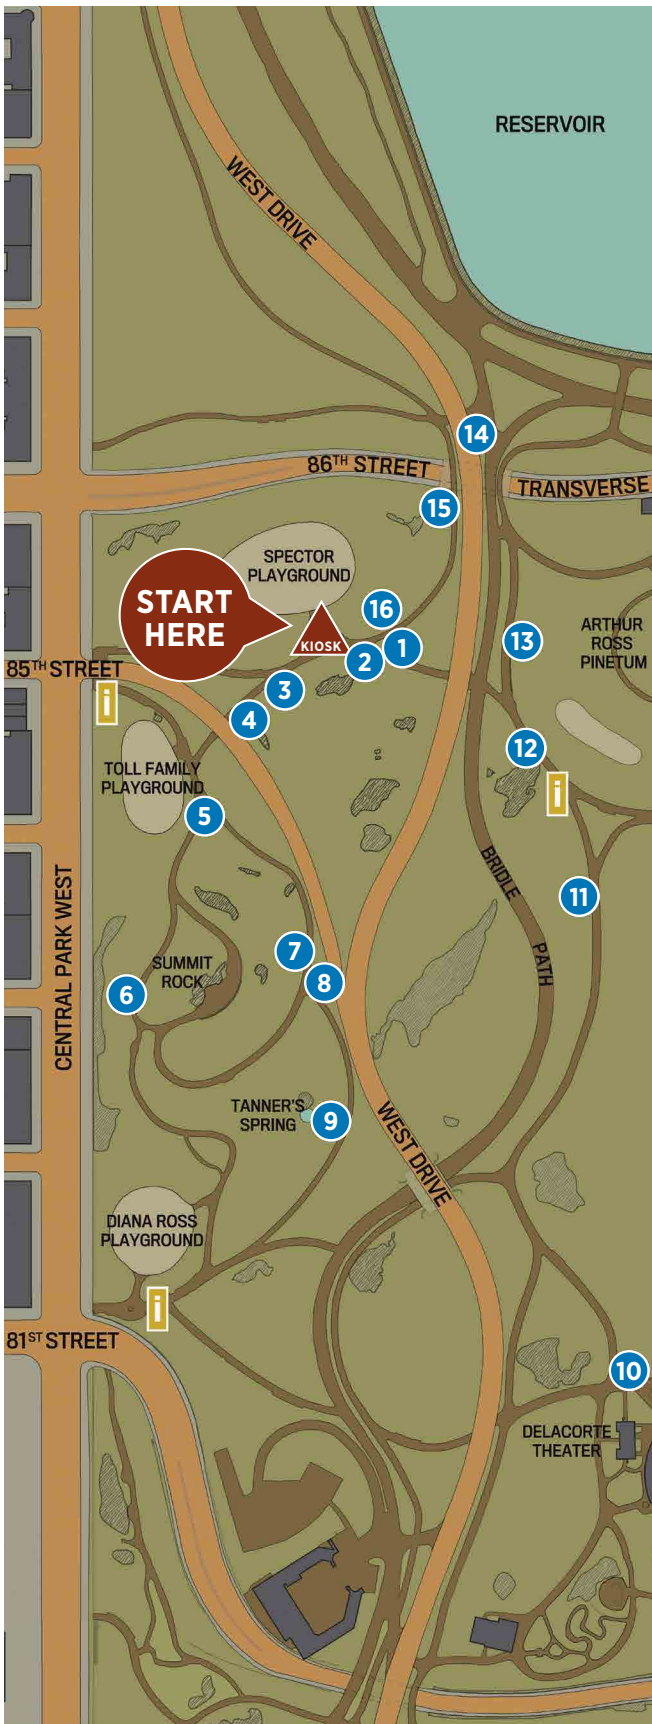 RESERVOIR
WEST DRIVE
14
86TH STREET
TRANSVERSE
15
SPECTOR
PLAYGROUND
START
HERE
16
KIOSK
1
2
13
ARTHUR
ROSS
PINETUM
85TH STREET
i
3
4
12
TOLL FAMILY
PLAYGROUND
i
5
BRIDLE
PATH
11
CENTRAL PARK WEST
7
SUMMIT
ROCK
8
6
TANNER'S
SPRING
9
WEST DRIVE
DIANA ROSS
PLAYGROUND
i
81ST STREET
10
DELACORTE
THEATER